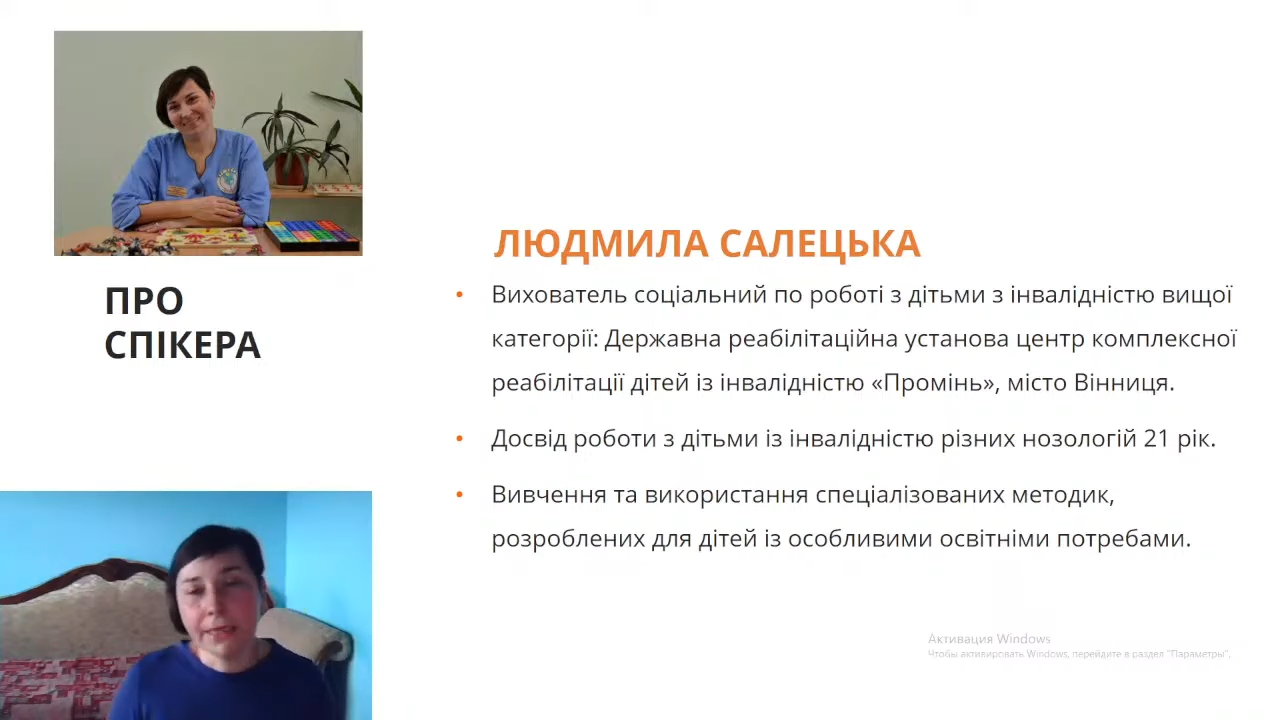 ПРО
СПІКЕРА
ЛЮДМИЛА САЛЕЦЬКА
• Вихователь соціальний по роботі з дітьми з інвалідністю вищої
категорії: Державна реабілітаційна установа центр комплексної
реабілітації дітей із інвалідністю «Промінь», місто Вінниця.
• Досвід роботи з дітьми із інвалідністю різних нозологій 21 рік.
• Вивчення та використання спеціалізованих методик,
розроблених для дітей із особливими освітніми потребами.
Активация Windows
Чтобы активировать Windows, перейдите в раздел "Параметры".